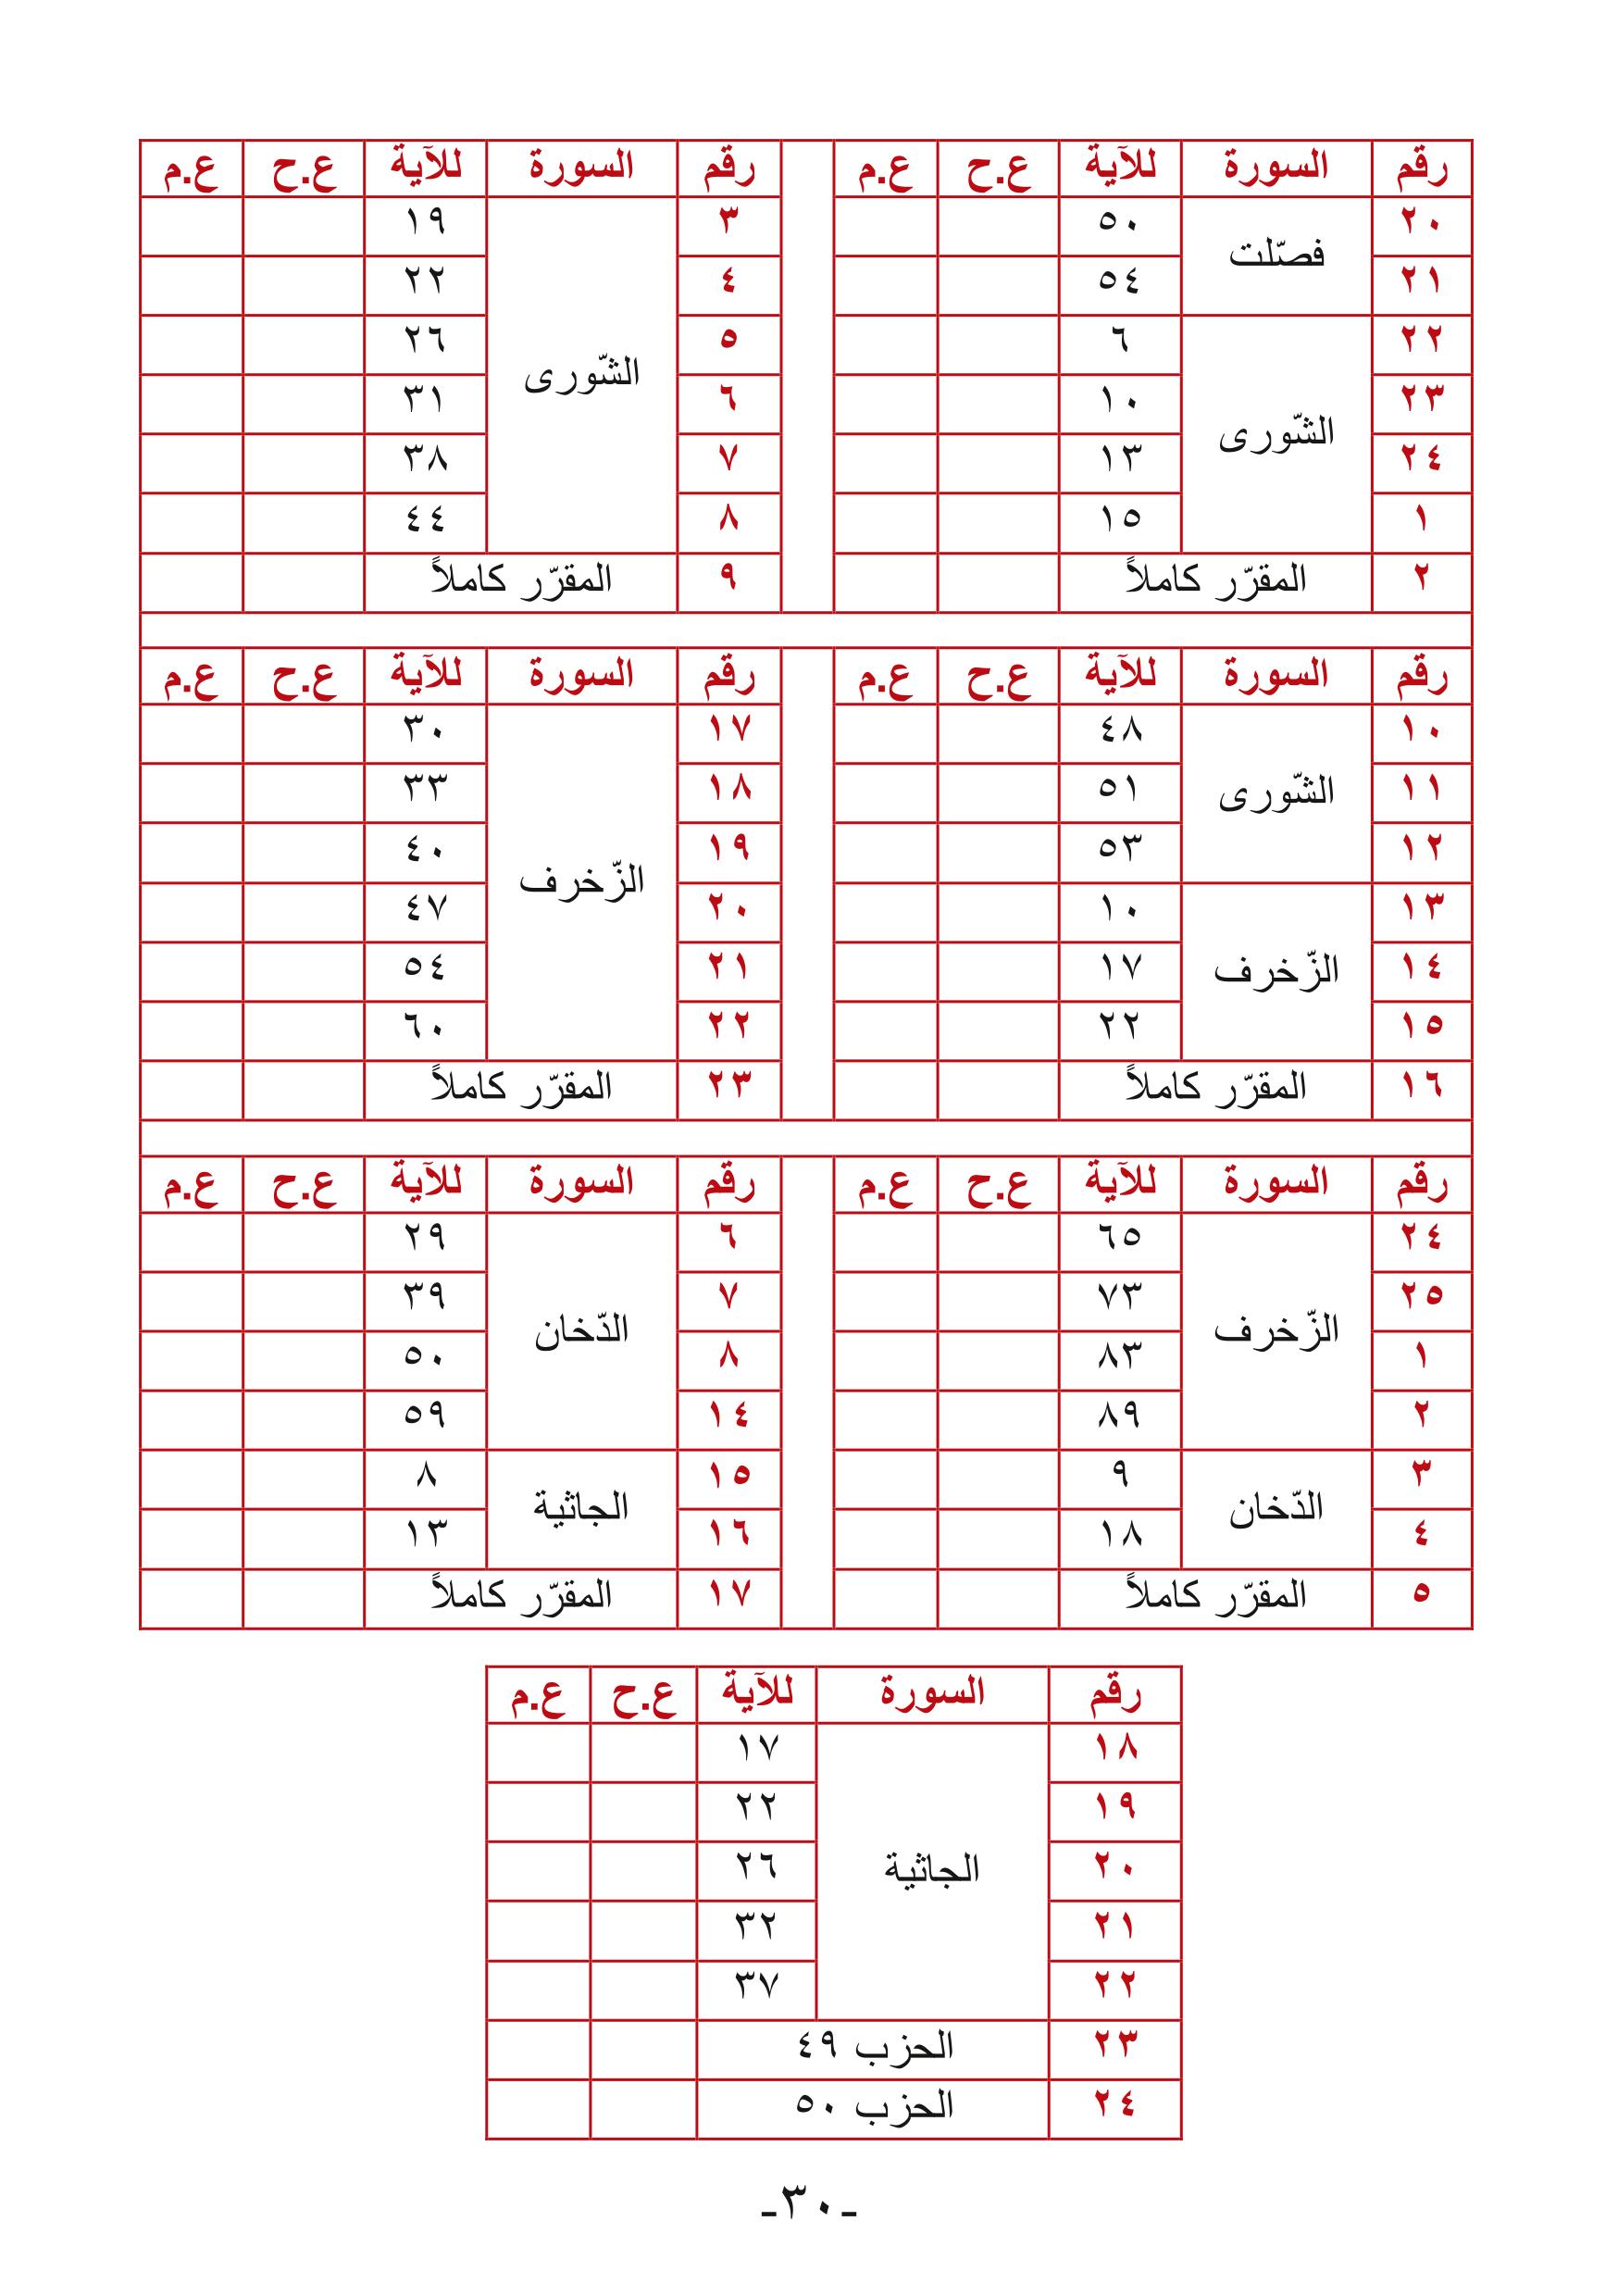 رقم السورة للآية ع.ح ع.م رقم السورة للآية ع.ح ع.م
٢٠ فصّلت ٥٠ ٣ الشّورى ١٩
٢١ ٥٤ ٤ ٢٢
٢٢ الشّورى ٦ ٥ ٢٦
٢٣ ١٠ ٦ ٣١
٢٤ ١٣ ٧ ٣٨
١ ١٥ ٨ ٤٤
٢ المقرّر كاملاً ٩ المقرّر كاملاً
رقم السورة للآية ع.ح ع.م رقم السورة للآية ع.ح ع.م
١٠ الشّورى ٤٨ ١٧ الزّخرف ٣٠
١١ ٥١ ١٨ ٣٣
١٢ ٥٣ ١٩ ٤٠
١٣ الزّخرف ١٠ ٢٠ ٤٧
١٤ ١٧ ٢١ ٥٤
١٥ ٢٢ ٢٢ ٦٠
١٦ المقرّر كاملاً ٢٣ المقرّر كاملاً
رقم السورة للآية ع.ح ع.م رقم السورة للآية ع.ح ع.م
٢٤ الزّخرف ٦٥ ٦ الدّخان ٢٩
٢٥ ٧٣ ٧ ٣٩
١ ٨٣ ٨ ٥٠
٢ ٨٩ ١٤ ٥٩
٣ الدّخان ٩ ١٥ الجاثية ٨
٤ ١٨ ١٦ ١٣
٥ المقرّر كاملاً ١٧ المقرّر كاملاً
رقم السورة للآية ع.ح ع.م
١٨ الجاثية ١٧
١٩ ٢٢
٢٠ ٢٦
٢١ ٣٢
٢٢ ٣٧
٢٣ الحزب ٤٩
٢٤ الحزب ٥٠
-٣٠-